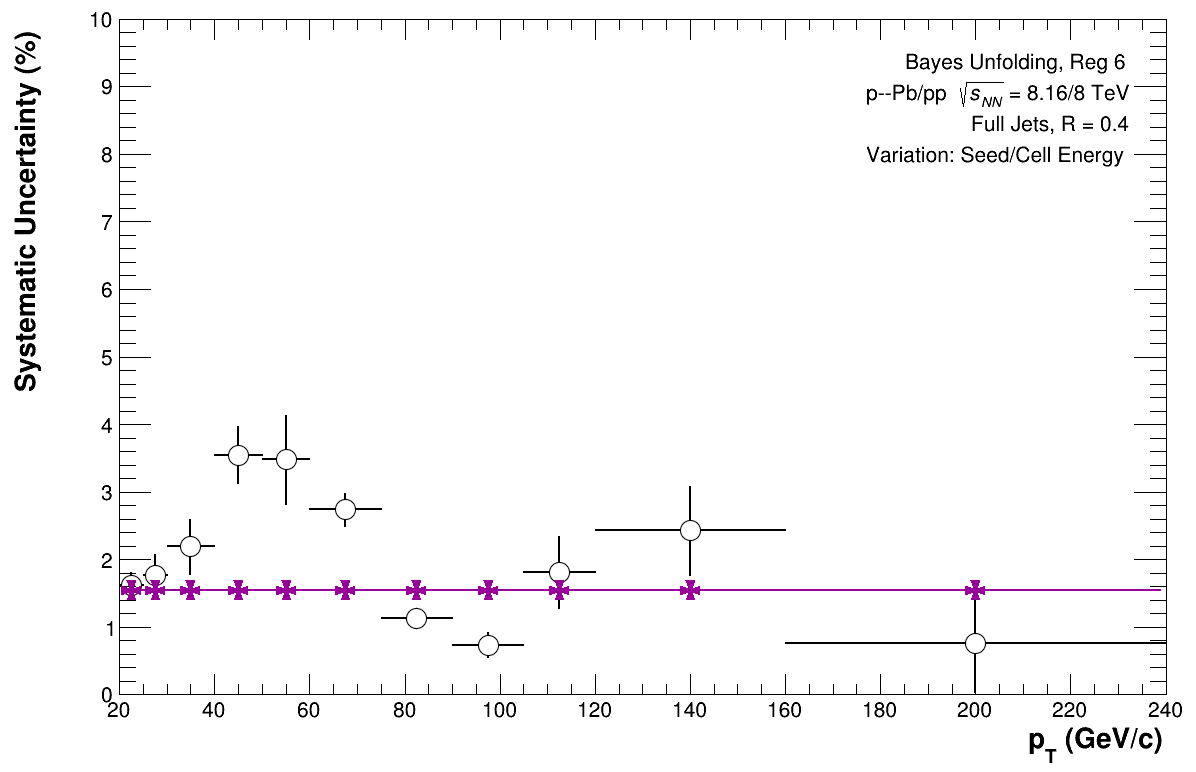 Systematic Uncertainty (%)
10
9
8
7
6
5
4
3
2
1
0
Bayes Unfolding, Reg 6
p--Pb/pp √s_NN = 8.16/8 TeV
Full Jets, R = 0.4
Variation: Seed/Cell Energy
20 40 60 80 100 120 140 160 180 200 220 240
p_T (GeV/c)